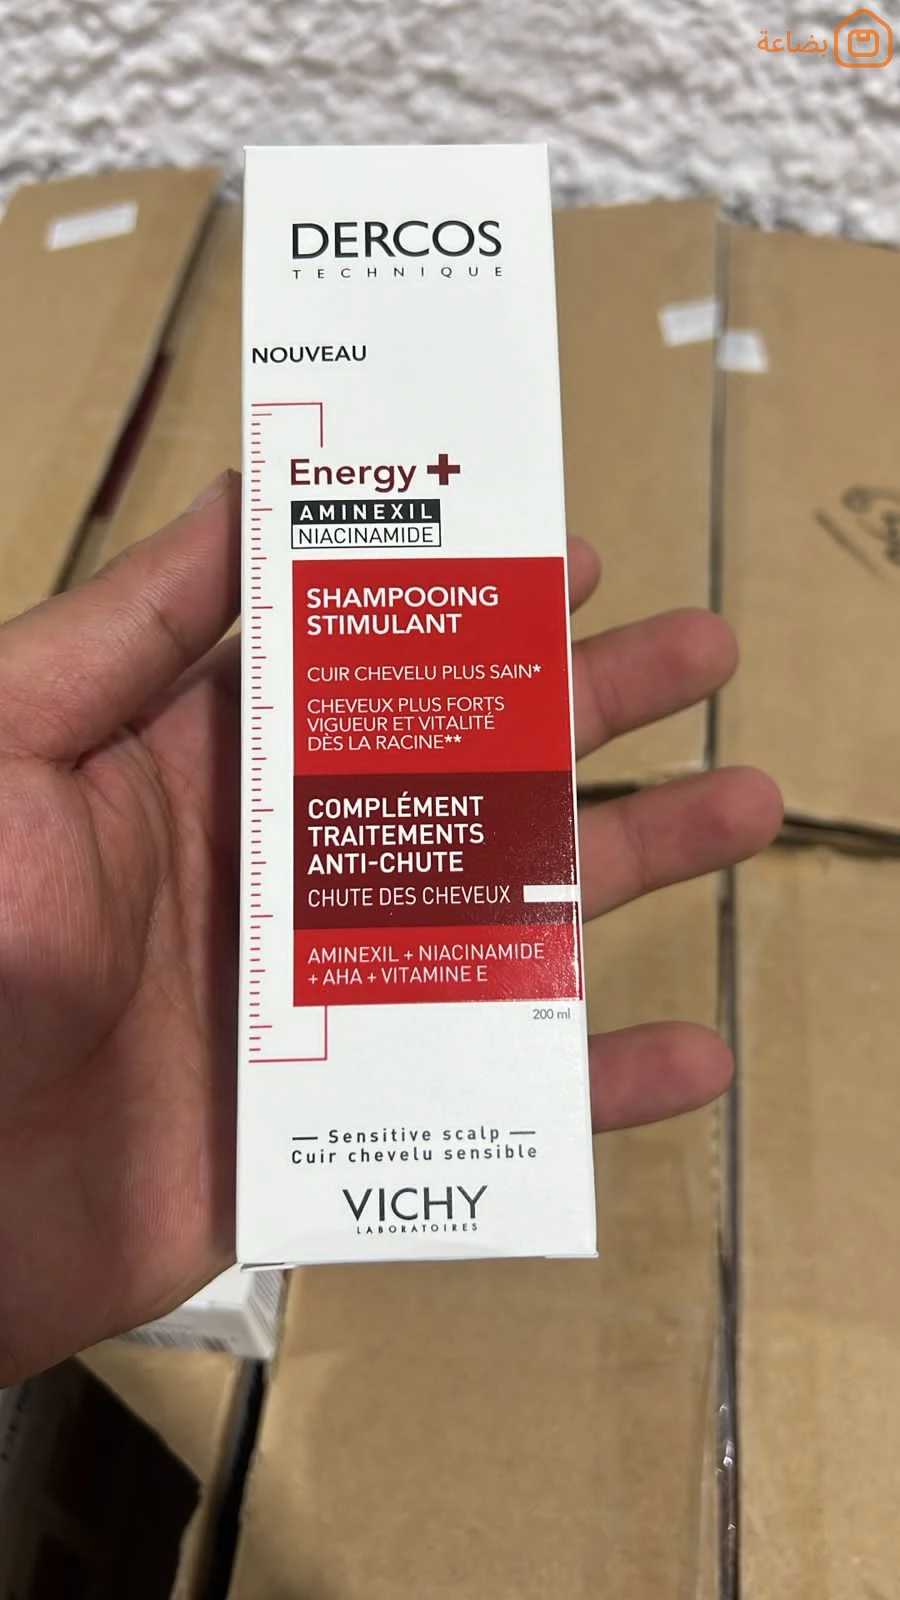 بضاعة
DERCOS
TECHNIQUE
NOUVEAU
Energy +
AMINEXIL
NIACINAMIDE
SHAMPOOING
STIMULANT
CUIR CHEVELU PLUS SAIN*
CHEVEUX PLUS FORTS
VIGUEUR ET VITALITÉ
DÈS LA RACINE**
COMPLÉMENT
TRAITEMENTS
ANTI-CHUTE
CHUTE DES CHEVEUX
AMINEXIL + NIACINAMIDE
+ AHA + VITAMINE E
200 ml
— Sensitive scalp —
Cuir chevelu sensible
VICHY
LABORATOIRES